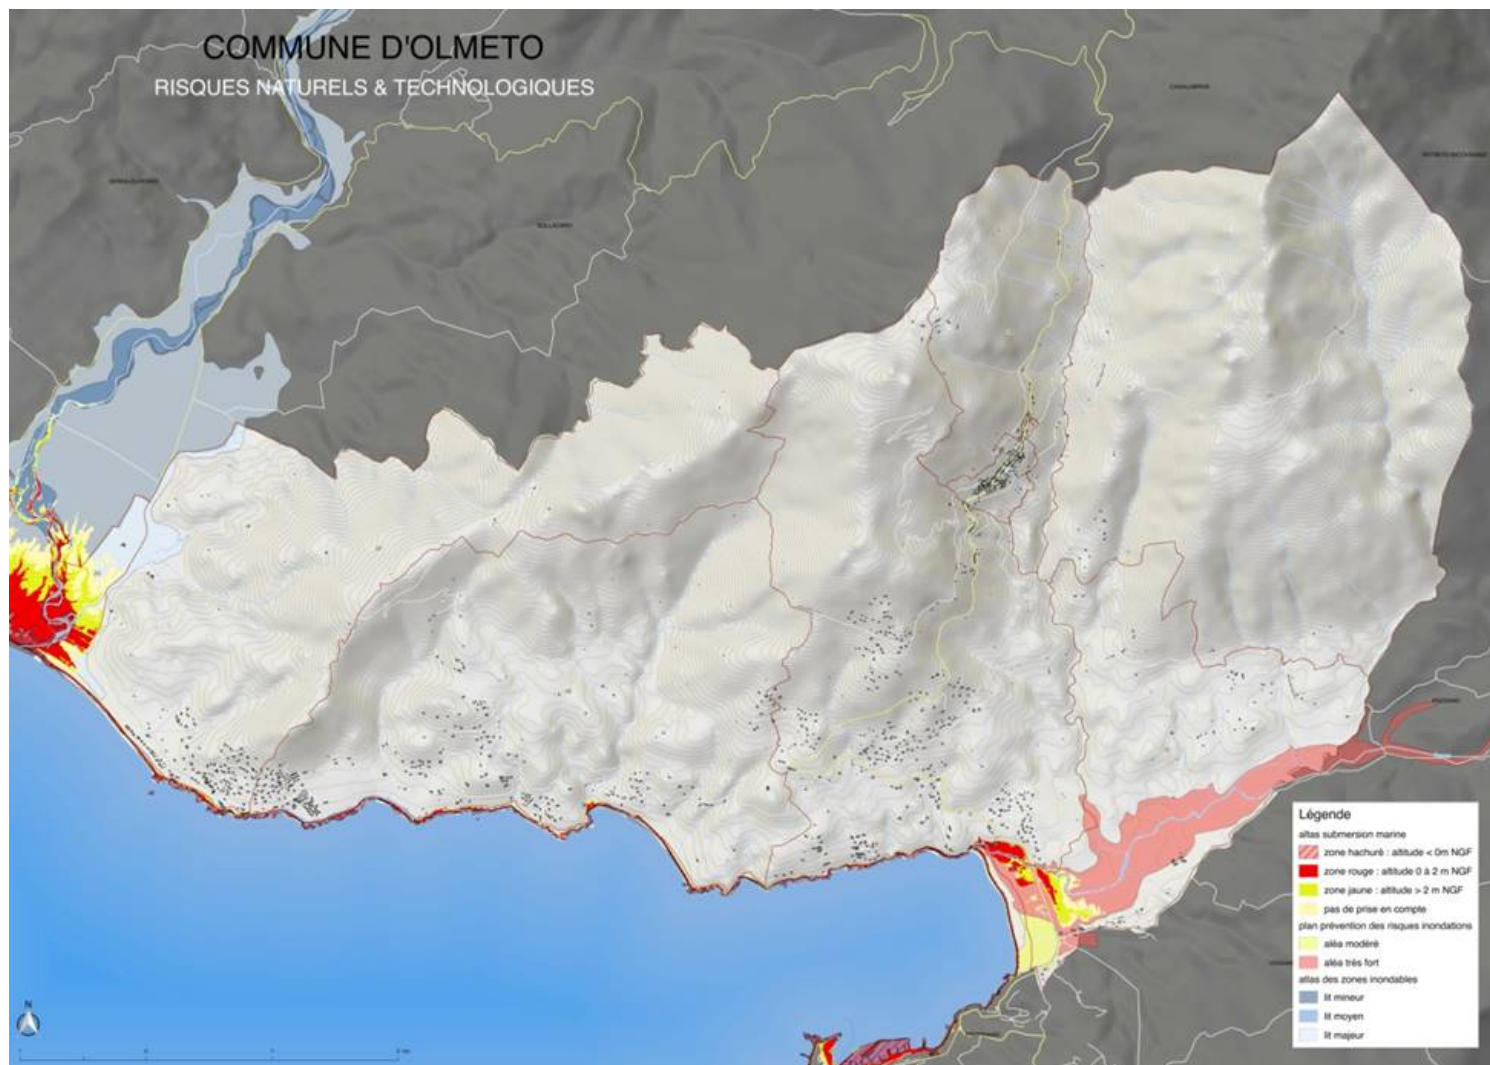 COMMUNE D'OLMETO
RISQUES NATURELS & TECHNOLOGIQUES
SOLLACARO
Légende
altas submersion marine
zone hachuré : altitude < 0m NGF
zone rouge : altitude 0 à 2 m NGF
zone jaune : altitude > 2 m NGF
pas de prise en compte
plan prévention des risques inondations
aléa modéré
aléa très fort
atlas des zones inondables
lit mineur
lit moyen
lit majeur
N